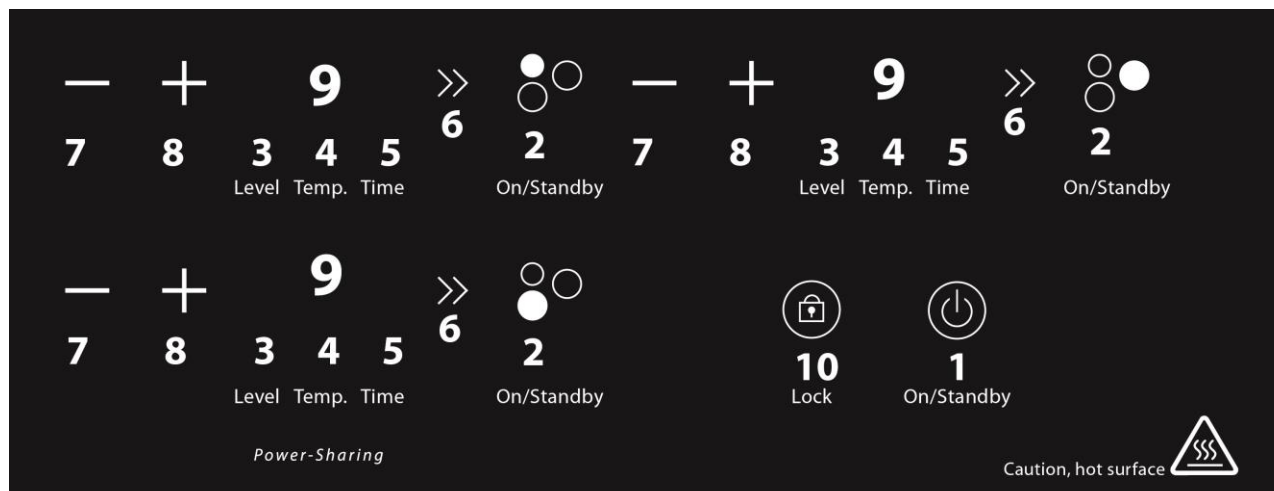 9 9
6 6
7 8 3 4 5 2 7 8 3 4 5 2
Level Temp. Time On/Standby Level Temp. Time On/Standby
9
6
7 8 3 4 5 2 10 1
Level Temp. Time On/Standby Lock On/Standby
Power-Sharing
Caution, hot surface